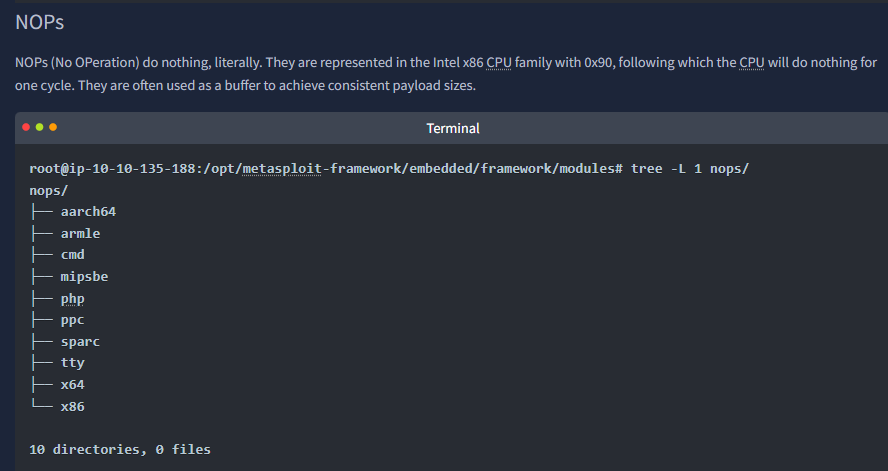 NOPs
NOPs (No OPeration) do nothing, literally. They are represented in the Intel x86 CPU family with 0x90, following which the CPU will do nothing for
one cycle. They are often used as a buffer to achieve consistent payload sizes.
Terminal
root@ip-10-10-135-188:/opt/metasploit-framework/embedded/framework/modules# tree -L 1 nops/
nops/
├── aarch64
├── armle
├── cmd
├── mipsbe
├── php
├── ppc
├── sparc
├── tty
├── x64
└── x86
10 directories, 0 files